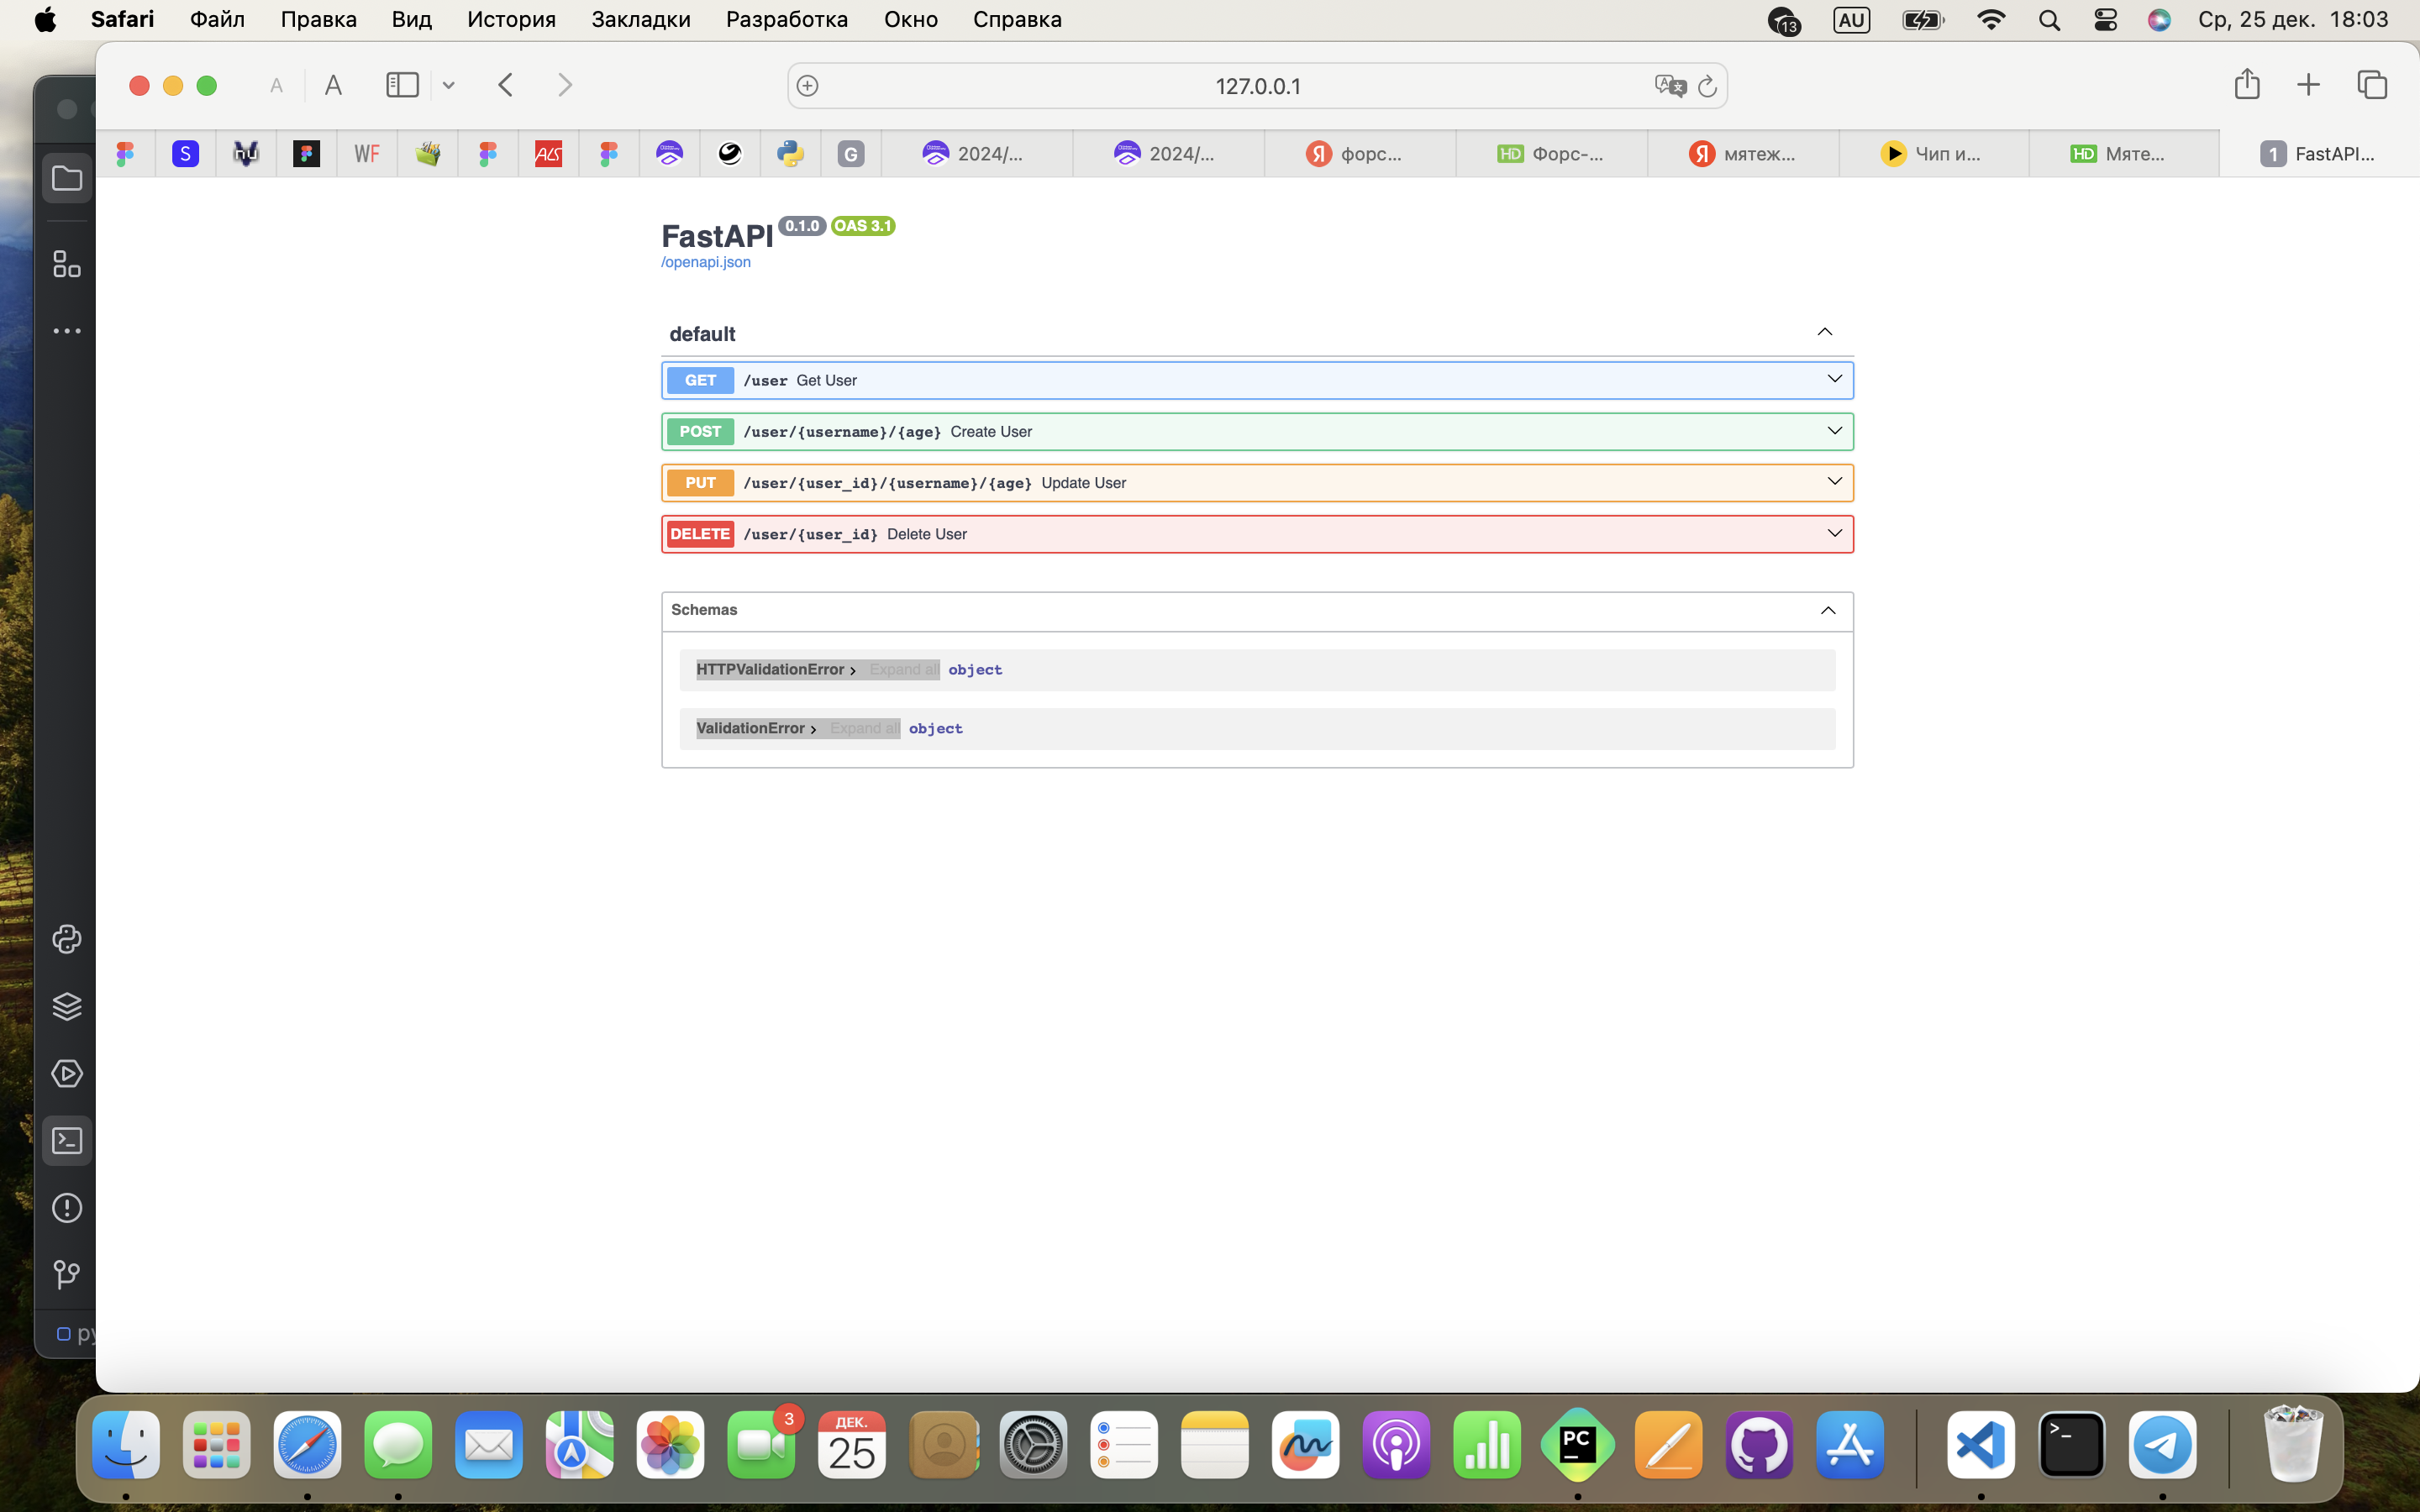 Safari Файл Правка Вид История Закладки Разработка Окно Справка 13 AU Ср, 25 дек. 18:03
A A 127.0.0.1
S nu WF ALS G 2024/... 2024/... Я форс... HD Форс-... Я мятеж... Чип и... HD Мяте... 1 FastAPI...
FastAPI 0.1.0 OAS 3.1
/openapi.json
default
GET /user Get User
POST /user/{username}/{age} Create User
PUT /user/{user_id}/{username}/{age} Update User
DELETE /user/{user_id} Delete User
Schemas
HTTPValidationError Expand all object
ValidationError Expand all object
py
3 ДЕК. 25 PC